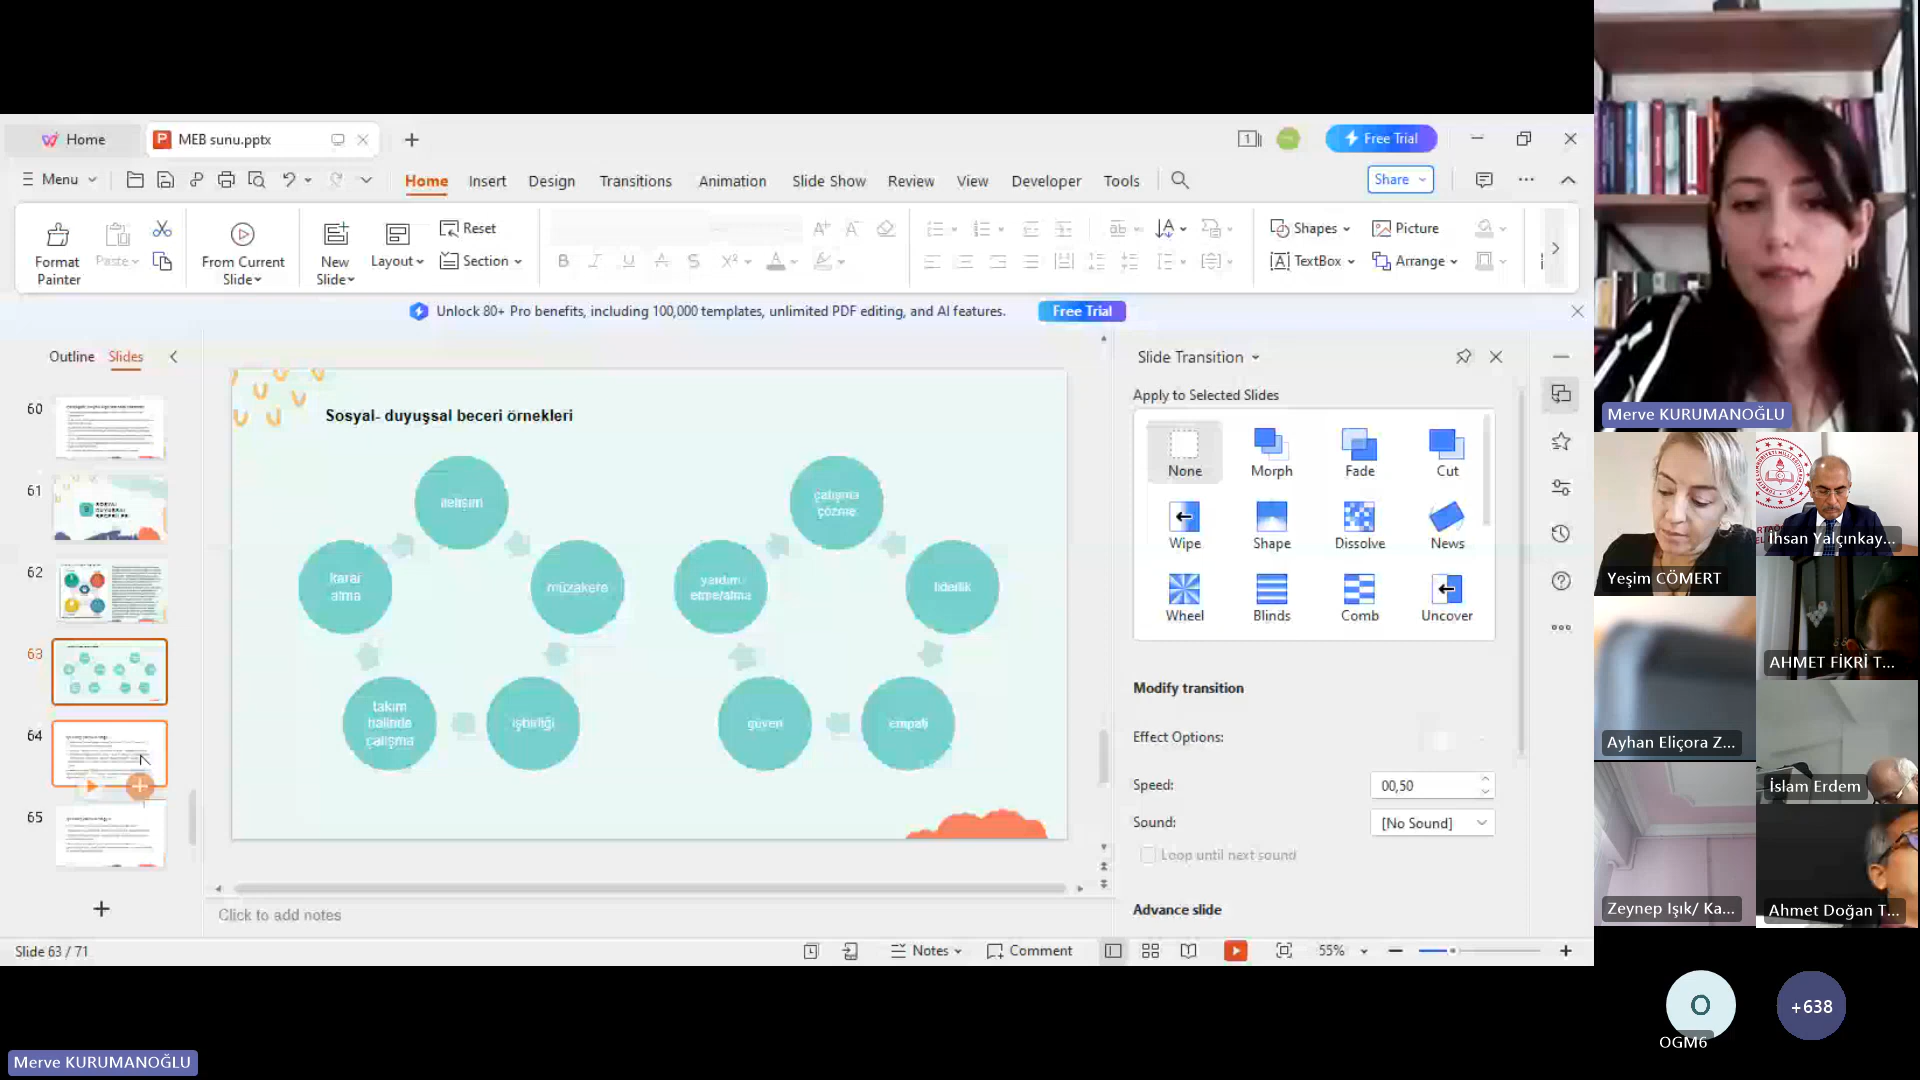 Home
MEB sunu.pptx
Free Trial
Menu
Home Insert Design Transitions Animation Slide Show Review View Developer Tools
Share
Format Painter
Paste
From Current Slide
New Slide
Layout
Reset
Section
Shapes
Picture
TextBox
Arrange
Unlock 80+ Pro benefits, including 100,000 templates, unlimited PDF editing, and AI features.
Free Trial
Outline Slides
60
61
SOSYAL DUYGUSAL BECERİLER
62
63
64
65
Sosyal- duyuşsal beceri örnekleri
iletişim
müzakere
işbirliği
takım halinde çalışma
karar alma
çatışma çözme
liderlik
empati
güven
yardım etme/alma
Slide Transition
Apply to Selected Slides
None Morph Fade Cut
Wipe Shape Dissolve News
Wheel Blinds Comb Uncover
Modify transition
Effect Options:
Speed: 00,50
Sound: [No Sound]
Loop until next sound
Advance slide
Click to add notes
Slide 63 / 71
Notes
Comment
55%
Merve KURUMANOĞLU
Yeşim CÖMERT
İhsan Yalçınkay...
AHMET FİKRİ T...
Ayhan Eliçora Z...
İslam Erdem
Zeynep Işık/ Ka...
Ahmet Doğan T...
O
OGM6
+638
Merve KURUMANOĞLU